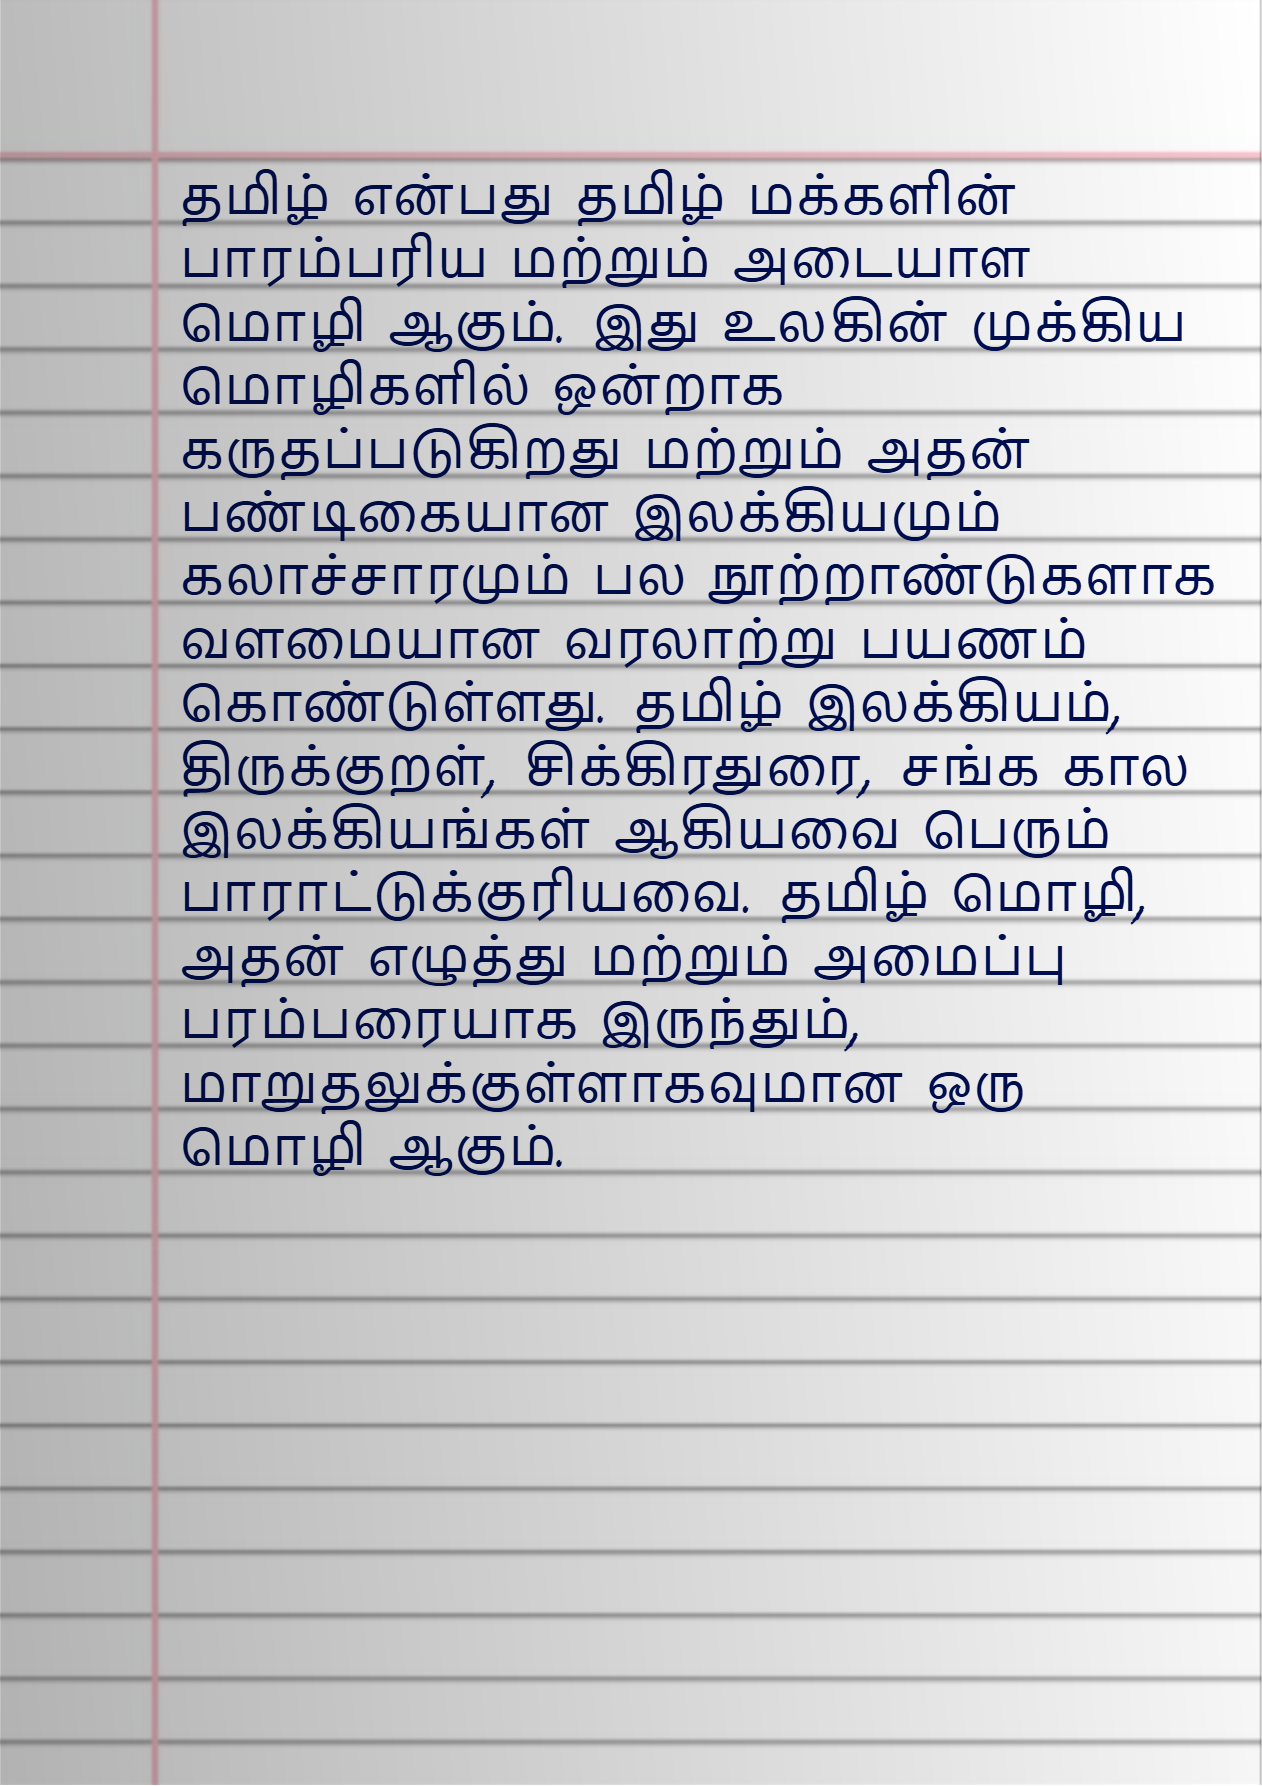 தமிழ் என்பது தமிழ் மக்களின்
பாரம்பரிய மற்றும் அடையாள
மொழி ஆகும். இது உலகின் முக்கிய
மொழிகளில் ஒன்றாக
கருதப்படுகிறது மற்றும் அதன்
பண்டிகையான இலக்கியமும்
கலாச்சாரமும் பல நூற்றாண்டுகளாக
வளமையான வரலாற்று பயணம்
கொண்டுள்ளது. தமிழ் இலக்கியம்,
திருக்குறள், சிக்கிரதுரை, சங்க கால
இலக்கியங்கள் ஆகியவை பெரும்
பாராட்டுக்குரியவை. தமிழ் மொழி,
அதன் எழுத்து மற்றும் அமைப்பு
பரம்பரையாக இருந்தும்,
மாறுதலுக்குள்ளாகவுமான ஒரு
மொழி ஆகும்.